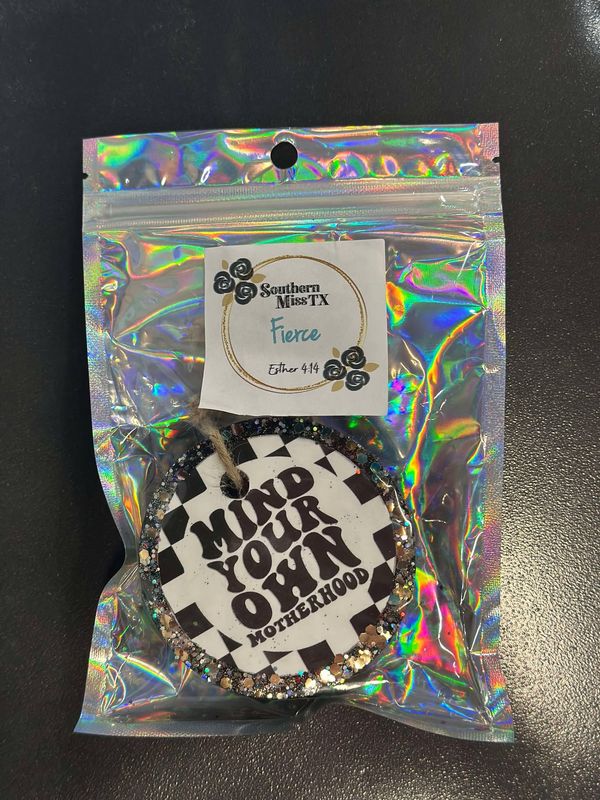 Southern
Miss TX
Fierce
Esther 4:14
MIND
YOUR
OWN
MOTHERHOOD